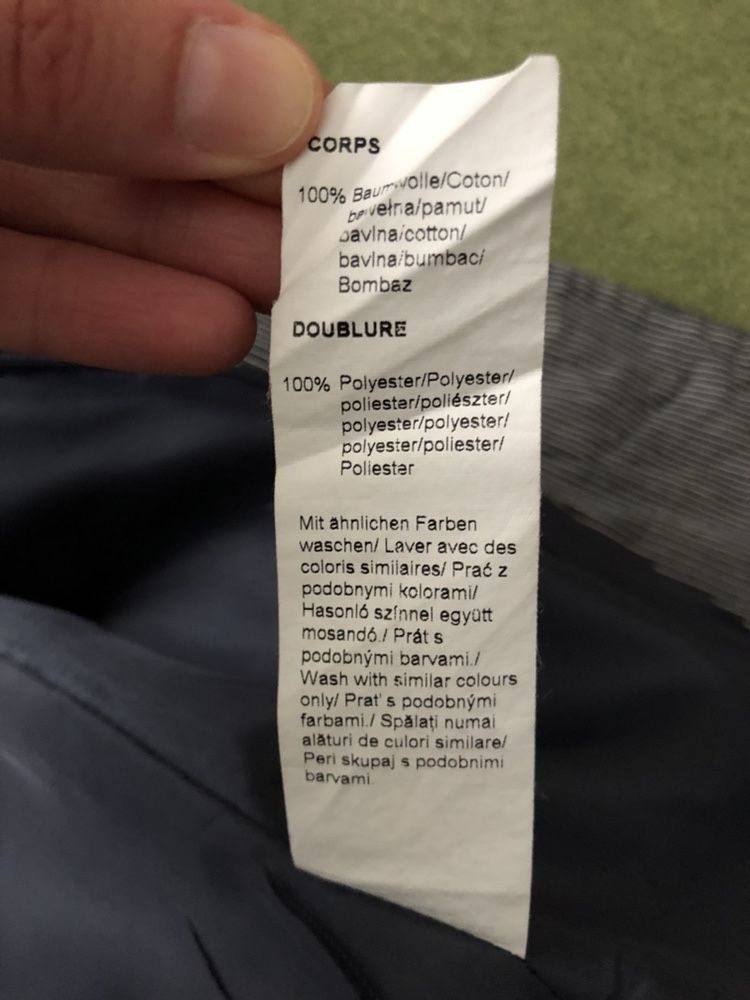 CORPS
100% Baumwolle/Coton/
bawełna/pamut/
bavlna/cotton/
bavlna/bumbac/
Bombaz
DOUBLURE
100% Polyester/Polyester/
poliester/poliészter/
polyester/polyester/
polyester/poliester/
Poliester
Mit ähnlichen Farben
waschen/ Laver avec des
coloris similaires/ Prać z
podobnymi kolorami/
Hasonló színnel együtt
mosandó./ Prát s
podobnými barvami./
Wash with similar colours
only/ Prat' s podobnými
farbami./ Spălați numai
alături de culori similare/
Peri skupaj s podobnimi
barvami.